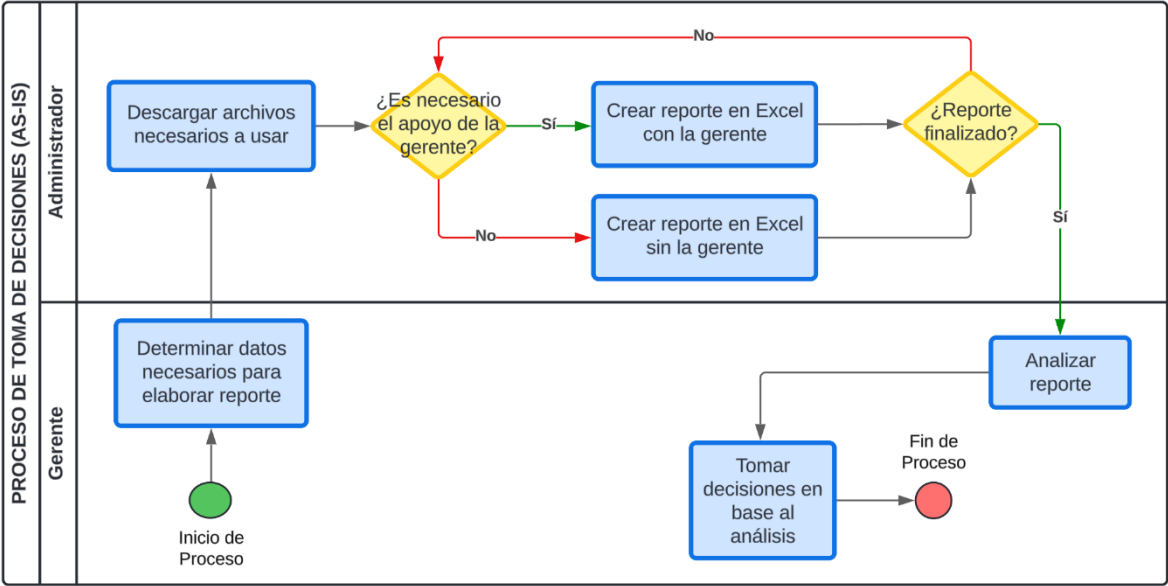 PROCESO DE TOMA DE DECISIONES (AS-IS)
Administrador
Descargar archivos
necesarios a usar
¿Es necesario
el apoyo de la
gerente?
Sí
No
Crear reporte en Excel
con la gerente
Crear reporte en Excel
sin la gerente
No
¿Reporte
finalizado?
Sí
Gerente
Inicio de
Proceso
Determinar datos
necesarios para
elaborar reporte
Analizar
reporte
Tomar
decisiones en
base al
análisis
Fin de
Proceso